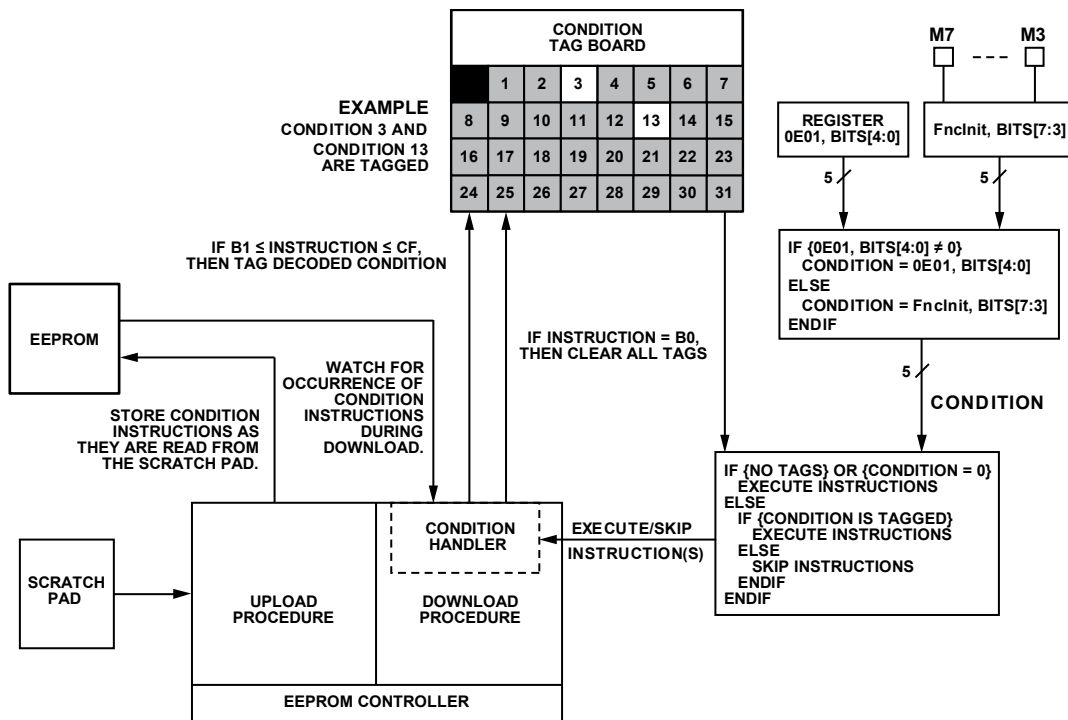 CONDITION
TAG BOARD
1 2 3 4 5 6 7
8 9 10 11 12 13 14 15
16 17 18 19 20 21 22 23
24 25 26 27 28 29 30 31
EXAMPLE
CONDITION 3 AND
CONDITION 13
ARE TAGGED
M7 M3
REGISTER
0E01, BITS[4:0]
FncInit, BITS[7:3]
5
5
IF {0E01, BITS[4:0] ≠ 0}
CONDITION = 0E01, BITS[4:0]
ELSE
CONDITION = FncInit, BITS[7:3]
ENDIF
5
CONDITION
IF B1 ≤ INSTRUCTION ≤ CF,
THEN TAG DECODED CONDITION
IF INSTRUCTION = B0,
THEN CLEAR ALL TAGS
EEPROM
WATCH FOR
OCCURRENCE OF
CONDITION
INSTRUCTIONS
DURING
DOWNLOAD.
STORE CONDITION
INSTRUCTIONS AS
THEY ARE READ FROM
THE SCRATCH PAD.
IF {NO TAGS} OR {CONDITION = 0}
EXECUTE INSTRUCTIONS
ELSE
IF {CONDITION IS TAGGED}
EXECUTE INSTRUCTIONS
ELSE
SKIP INSTRUCTIONS
ENDIF
ENDIF
EXECUTE/SKIP
INSTRUCTION(S)
CONDITION
HANDLER
SCRATCH
PAD
UPLOAD
PROCEDURE
DOWNLOAD
PROCEDURE
EEPROM CONTROLLER